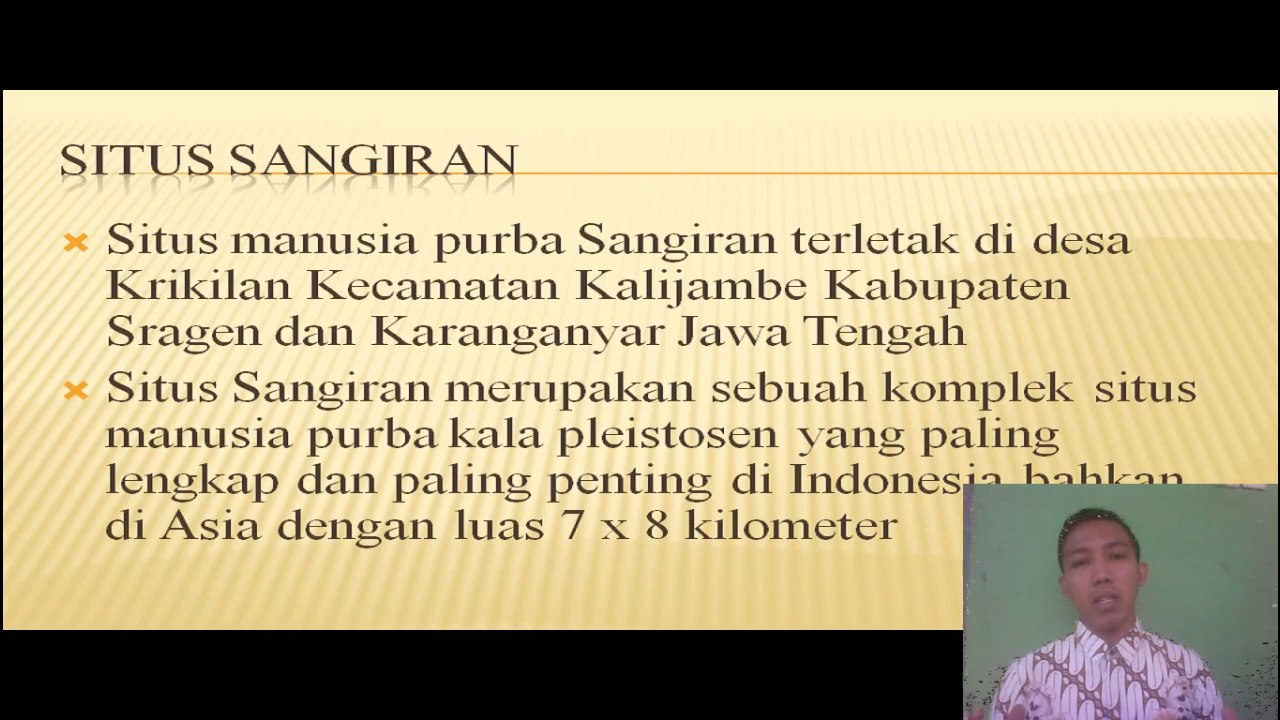 SITUS SANGIRAN
Situs manusia purba Sangiran terletak di desa
Krikilan Kecamatan Kalijambe Kabupaten
Sragen dan Karanganyar Jawa Tengah
Situs Sangiran merupakan sebuah komplek situs
manusia purba kala pleistosen yang paling
lengkap dan paling penting di Indonesia bahkan
di Asia dengan luas 7 x 8 kilometer